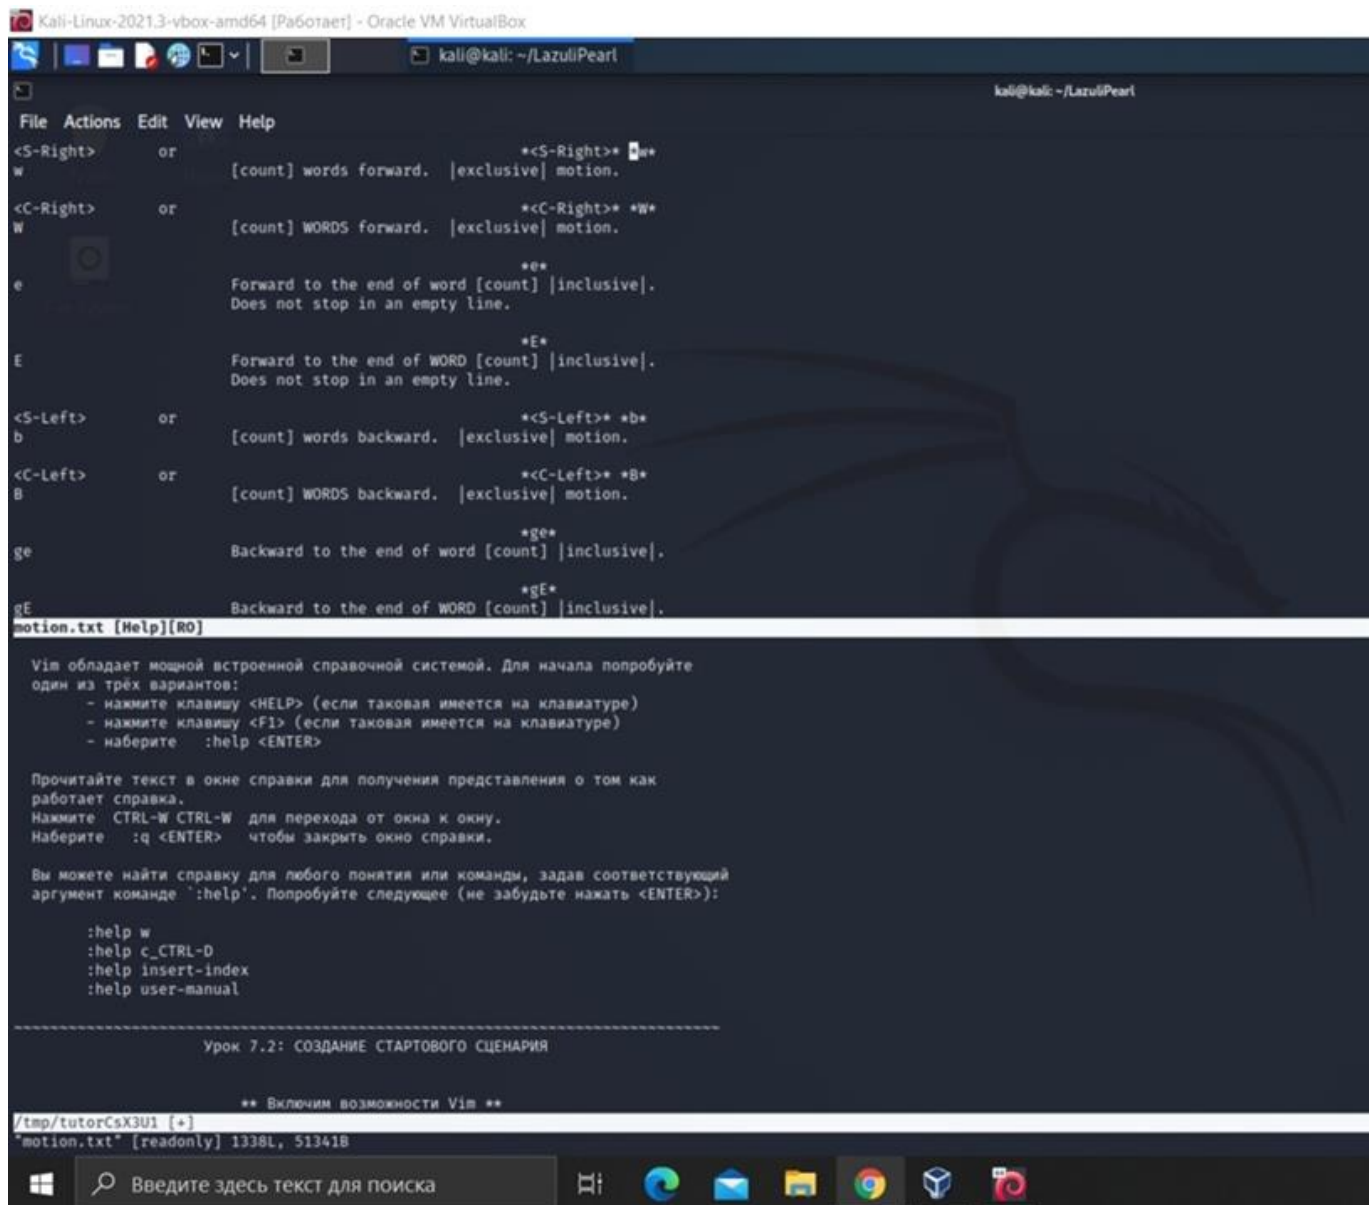 Kali-Linux-2021.3-vbox-amd64 [Работает] - Oracle VM VirtualBox
kali@kali: ~/LazuliPearl
kali@kali: ~/LazuliPearl
File Actions Edit View Help
<S-Right> or *<S-Right>* *w*
w [count] words forward. |exclusive| motion.
<C-Right> or *<C-Right>* *W*
W [count] WORDS forward. |exclusive| motion.
*e*
e Forward to the end of word [count] |inclusive|.
Does not stop in an empty line.
*E*
E Forward to the end of WORD [count] |inclusive|.
Does not stop in an empty line.
<S-Left> or *<S-Left>* *b*
b [count] words backward. |exclusive| motion.
<C-Left> or *<C-Left>* *B*
B [count] WORDS backward. |exclusive| motion.
*ge*
ge Backward to the end of word [count] |inclusive|.
*gE*
gE Backward to the end of WORD [count] |inclusive|.
motion.txt [Help][RO]
Vim обладает мощной встроенной справочной системой. Для начала попробуйте
один из трёх вариантов:
- нажмите клавишу <HELP> (если таковая имеется на клавиатуре)
- нажмите клавишу <F1> (если таковая имеется на клавиатуре)
- наберите :help <ENTER>
Прочитайте текст в окне справки для получения представления о том как
работает справка.
Нажмите CTRL-W CTRL-W для перехода от окна к окну.
Наберите :q <ENTER> чтобы закрыть окно справки.
Вы можете найти справку для любого понятия или команды, задав соответствующий
аргумент команде `:help'. Попробуйте следующее (не забудьте нажать <ENTER>):
:help w
:help c_CTRL-D
:help insert-index
:help user-manual
~~~~~~~~~~~~~~~~~~~~~~~~~~~~~~~~~~~~~~~~~~~~~~~~~~~~~~~~~~~~~~~~~~~~~~~~~~~~~~
Урок 7.2: СОЗДАНИЕ СТАРТОВОГО СЦЕНАРИЯ
** Включим возможности Vim **
/tmp/tutorCsX3U1 [+]
"motion.txt" [readonly] 1338L, 51341B
Введите здесь текст для поиска